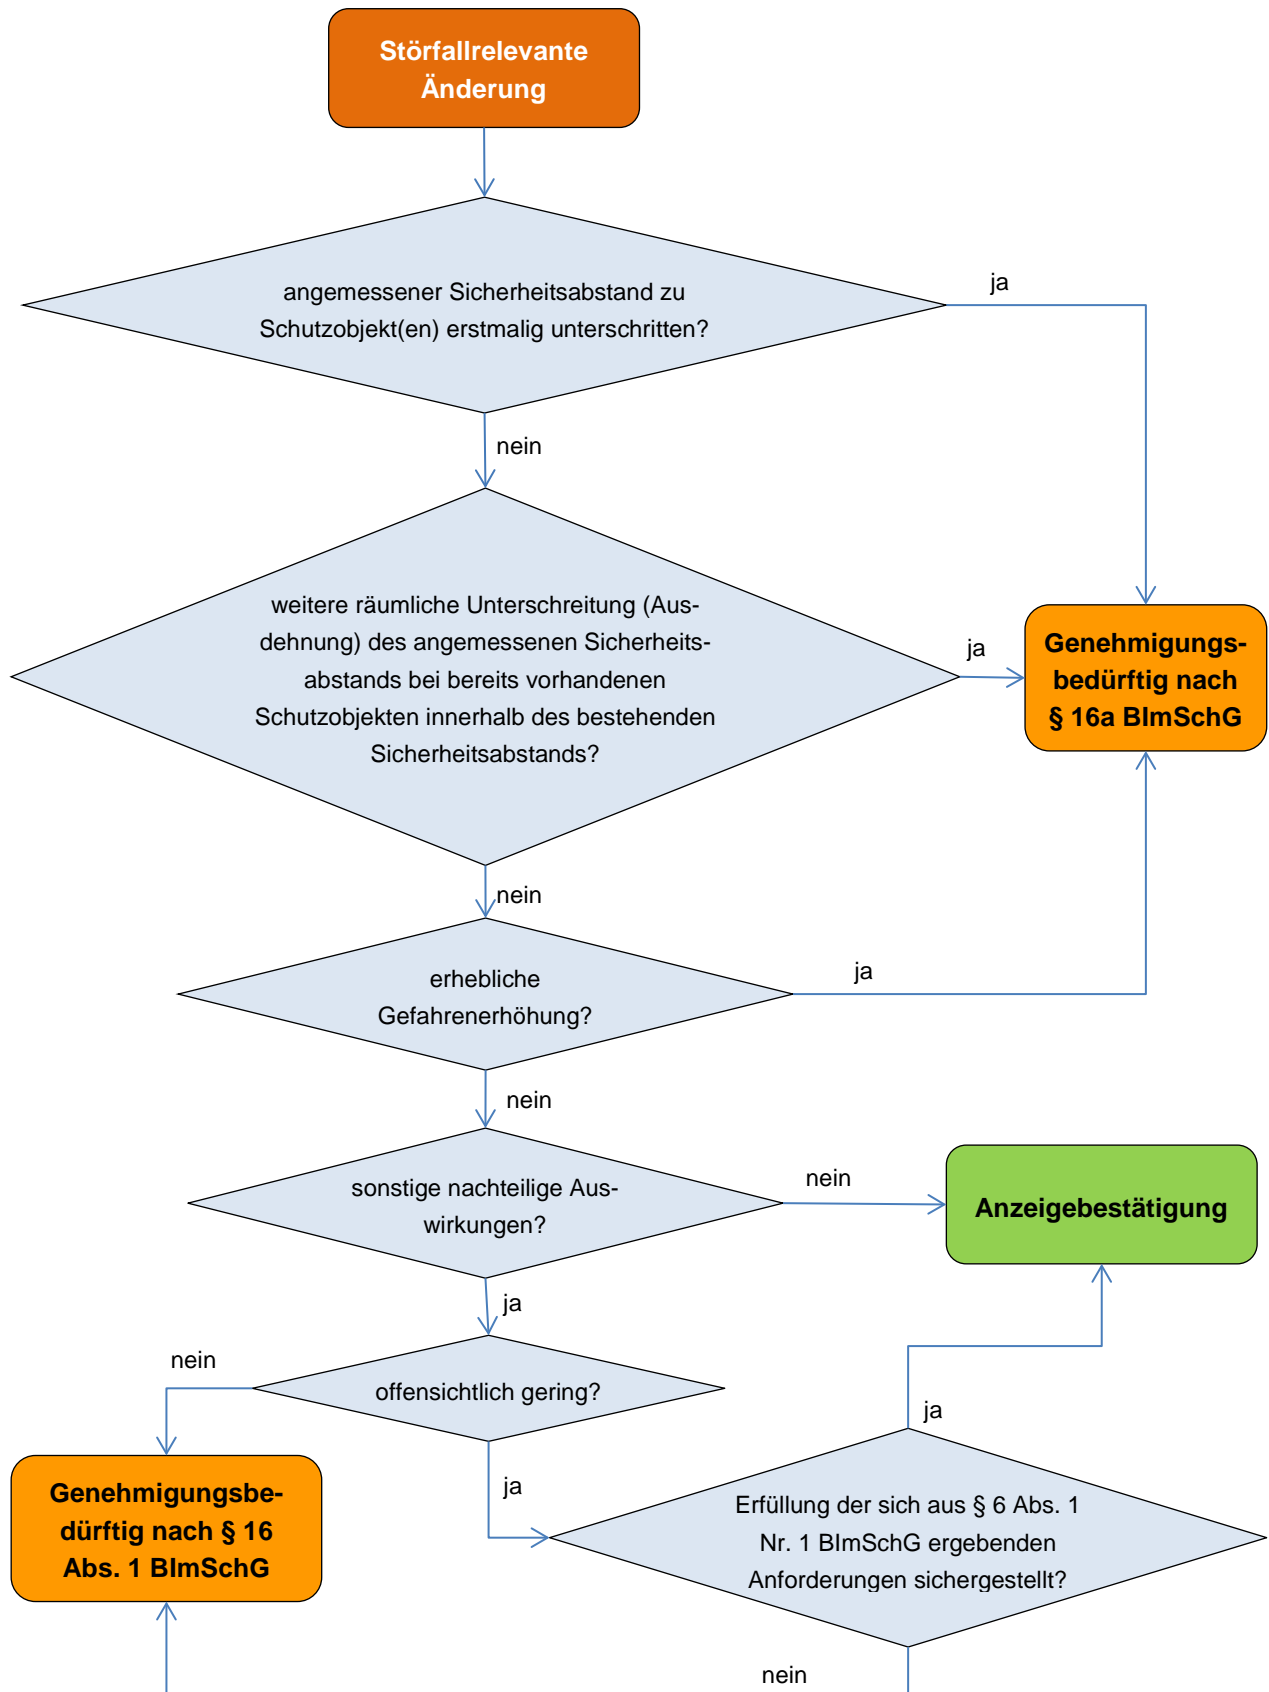 Störfallrelevante
Änderung
angemessener Sicherheitsabstand zu
Schutzobjekt(en) erstmalig unterschritten?
ja
nein
weitere räumliche Unterschreitung (Aus-
dehnung) des angemessenen Sicherheits-
abstands bei bereits vorhandenen
Schutzobjekten innerhalb des bestehenden
Sicherheitsabstands?
ja
Genehmigungs-
bedürftig nach
§ 16a BImSchG
nein
erhebliche
Gefahrenerhöhung?
ja
nein
sonstige nachteilige Aus-
wirkungen?
nein
Anzeigebestätigung
ja
offensichtlich gering?
nein
ja
Genehmigungsbe-
dürftig nach § 16
Abs. 1 BImSchG
ja
Erfüllung der sich aus § 6 Abs. 1
Nr. 1 BImSchG ergebenden
Anforderungen sichergestellt?
nein